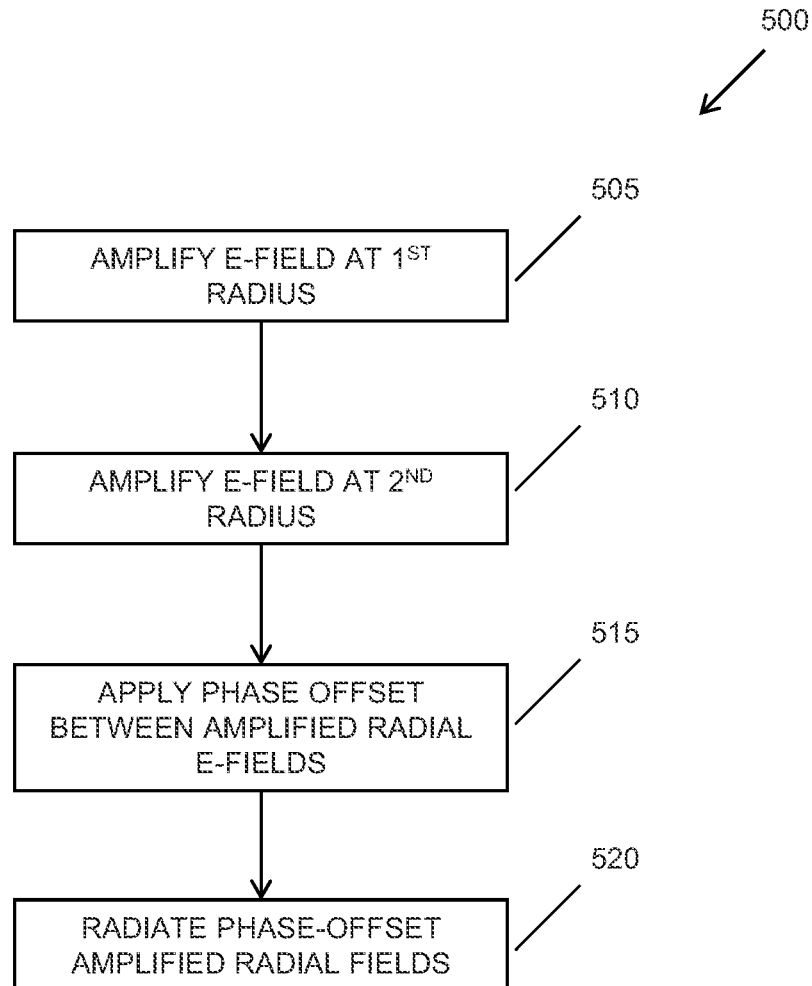 500
505
AMPLIFY E-FIELD AT 1ST
RADIUS
510
AMPLIFY E-FIELD AT 2ND
RADIUS
515
APPLY PHASE OFFSET
BETWEEN AMPLIFIED RADIAL
E-FIELDS
520
RADIATE PHASE-OFFSET
AMPLIFIED RADIAL FIELDS